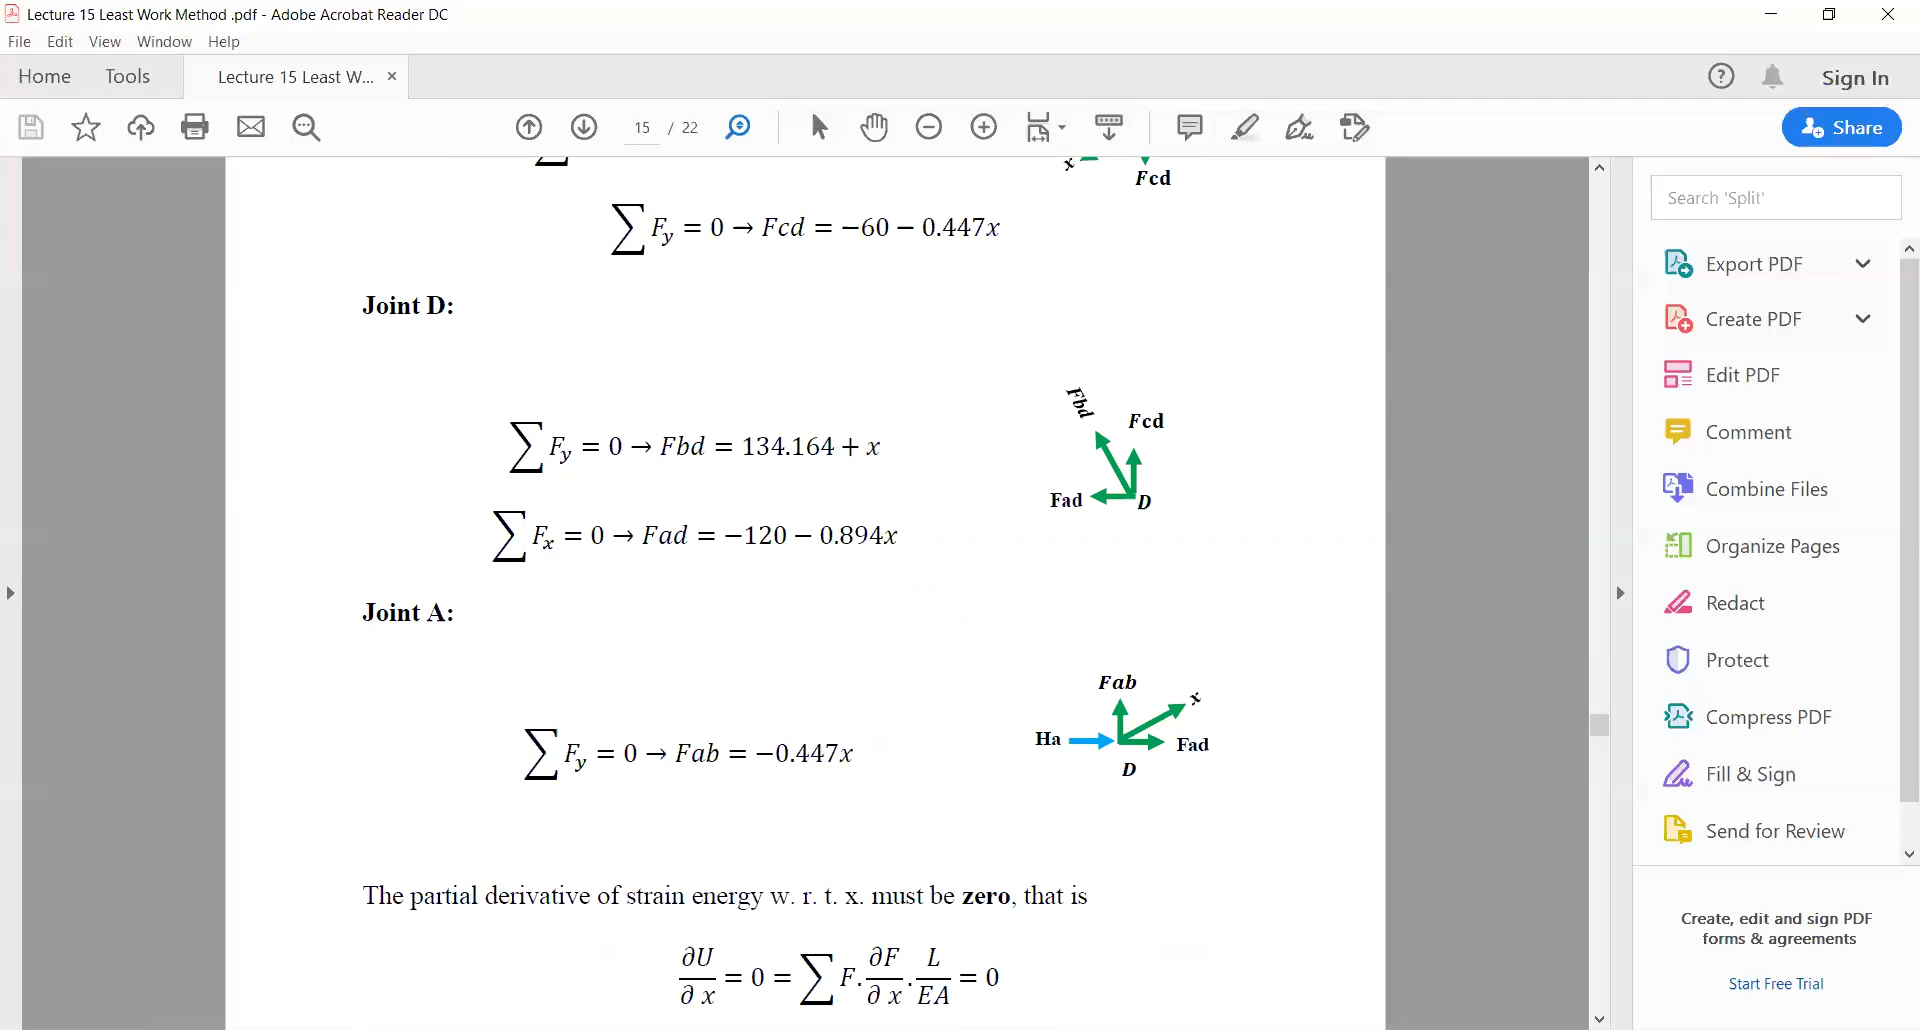 Lecture 15 Least Work Method .pdf - Adobe Acrobat Reader DC
File Edit View Window Help
Home Tools Lecture 15 Least W... × Sign In
15 / 22 Share
x
Fcd
∑ F_y = 0 → Fcd = −60 − 0.447x
Joint D:
Fbd
Fcd
∑ F_y = 0 → Fbd = 134.164 + x
Fad D
∑ F_x = 0 → Fad = −120 − 0.894x
Joint A:
Fab x
Ha Fad
∑ F_y = 0 → Fab = −0.447x
D
The partial derivative of strain energy w. r. t. x. must be zero, that is
∂U/∂ x = 0 = ∑ F. ∂F/∂ x . L/EA = 0
Search 'Split'
Export PDF
Create PDF
Edit PDF
Comment
Combine Files
Organize Pages
Redact
Protect
Compress PDF
Fill & Sign
Send for Review
Create, edit and sign PDF
forms & agreements
Start Free Trial